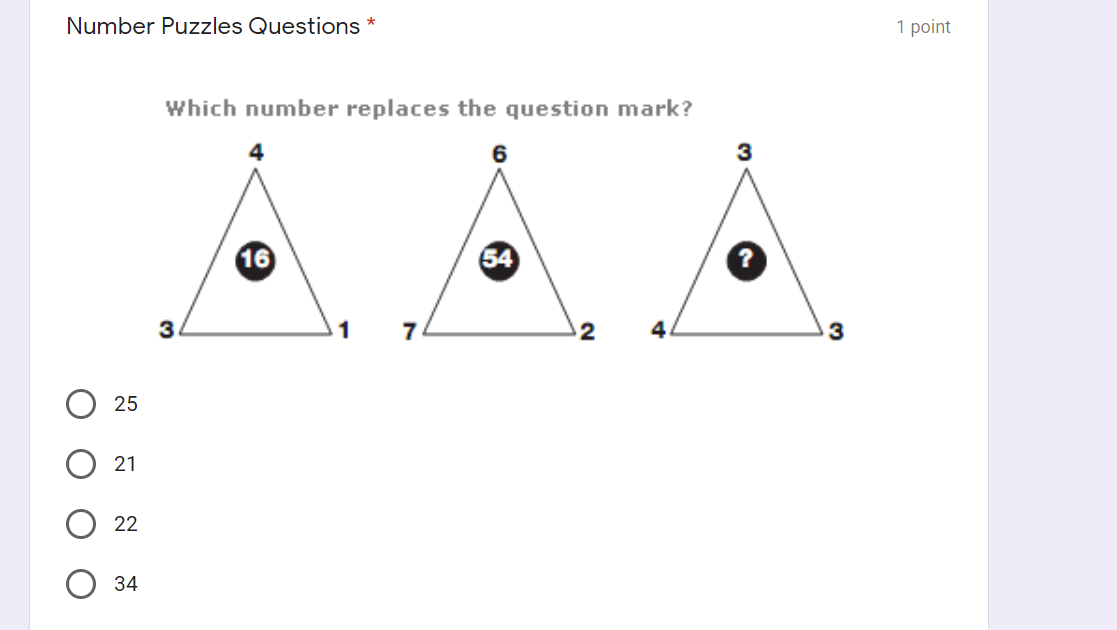 Number Puzzles Questions *
1 point
Which number replaces the question mark?
4 6 3
16 54 ?
3 1 7 2 4 3
25
21
22
34